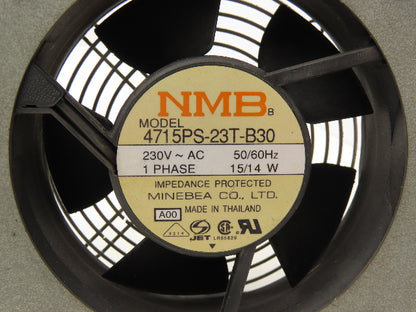 NMB B
MODEL
4715PS-23T-B30
230V ~ AC 50/60Hz
1 PHASE 15/14 W
IMPEDANCE PROTECTED
MINEBEA CO., LTD.
A00 MADE IN THAILAND
JET LR65829